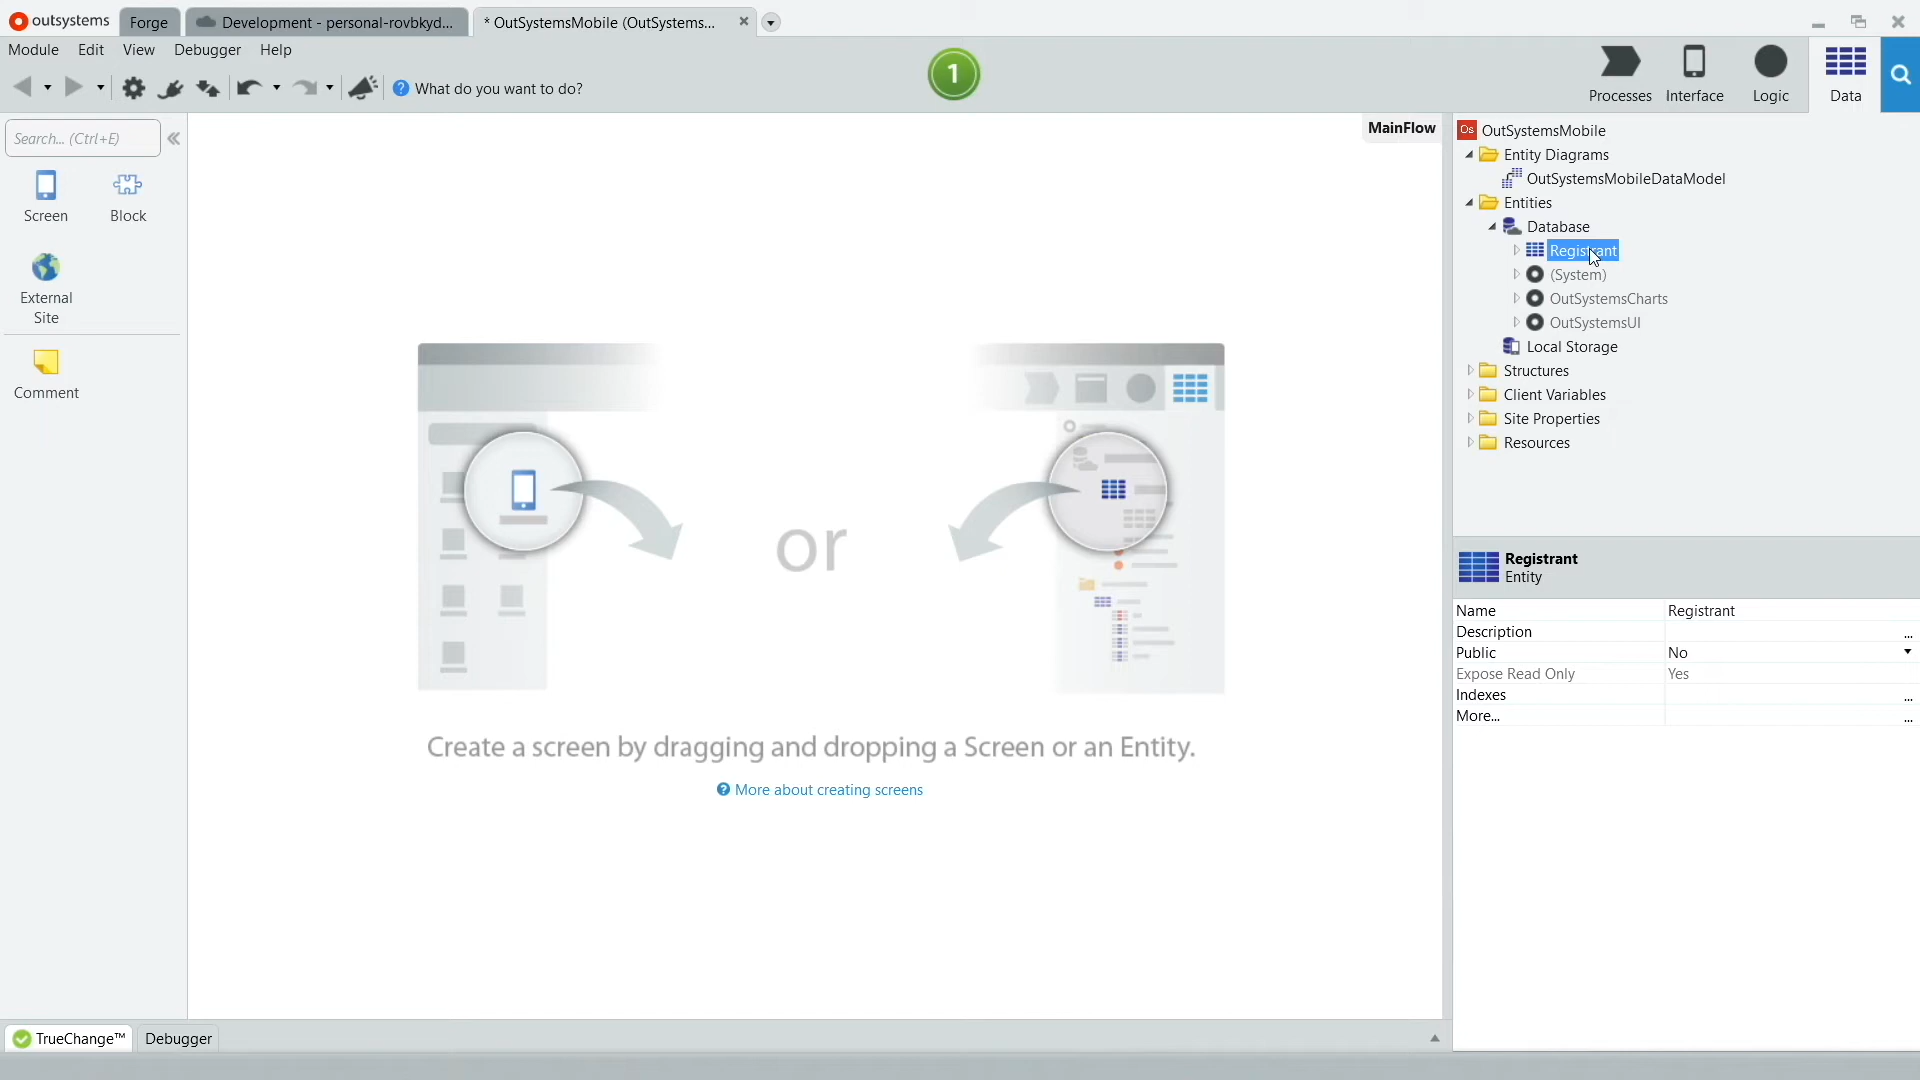 outsystems
Forge
Development - personal-rovbkyd...
* OutSystemsMobile (OutSystems...
Module Edit View Debugger Help
What do you want to do?
1
Processes Interface Logic Data
Search... (Ctrl+E)
Screen
Block
External
Site
Comment
MainFlow
or
Create a screen by dragging and dropping a Screen or an Entity.
More about creating screens
Os OutSystemsMobile
Entity Diagrams
OutSystemsMobileDataModel
Entities
Database
Registrant
(System)
OutSystemsCharts
OutSystemsUI
Local Storage
Structures
Client Variables
Site Properties
Resources
Registrant
Entity
Name Registrant
Description ...
Public No
Expose Read Only Yes
Indexes ...
More... ...
TrueChange™ Debugger